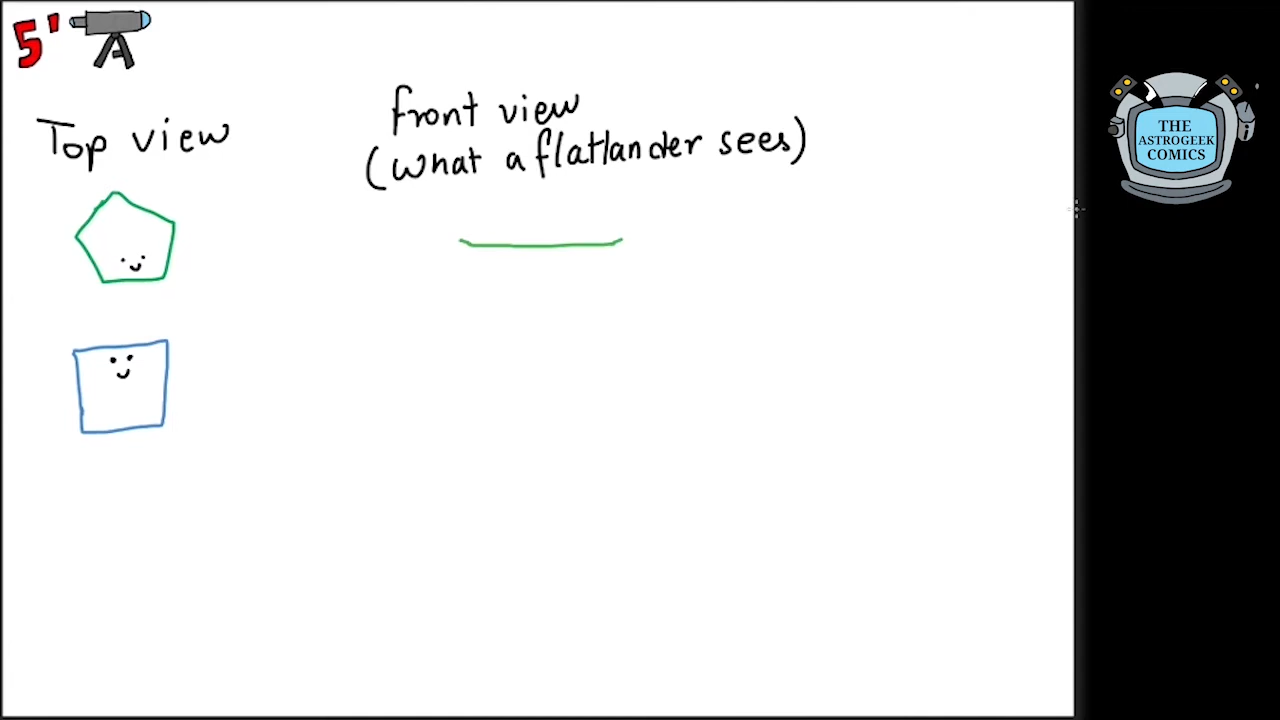 5'
Top view
front view
(what a flatlander sees)
THE
ASTROGEEK
COMICS